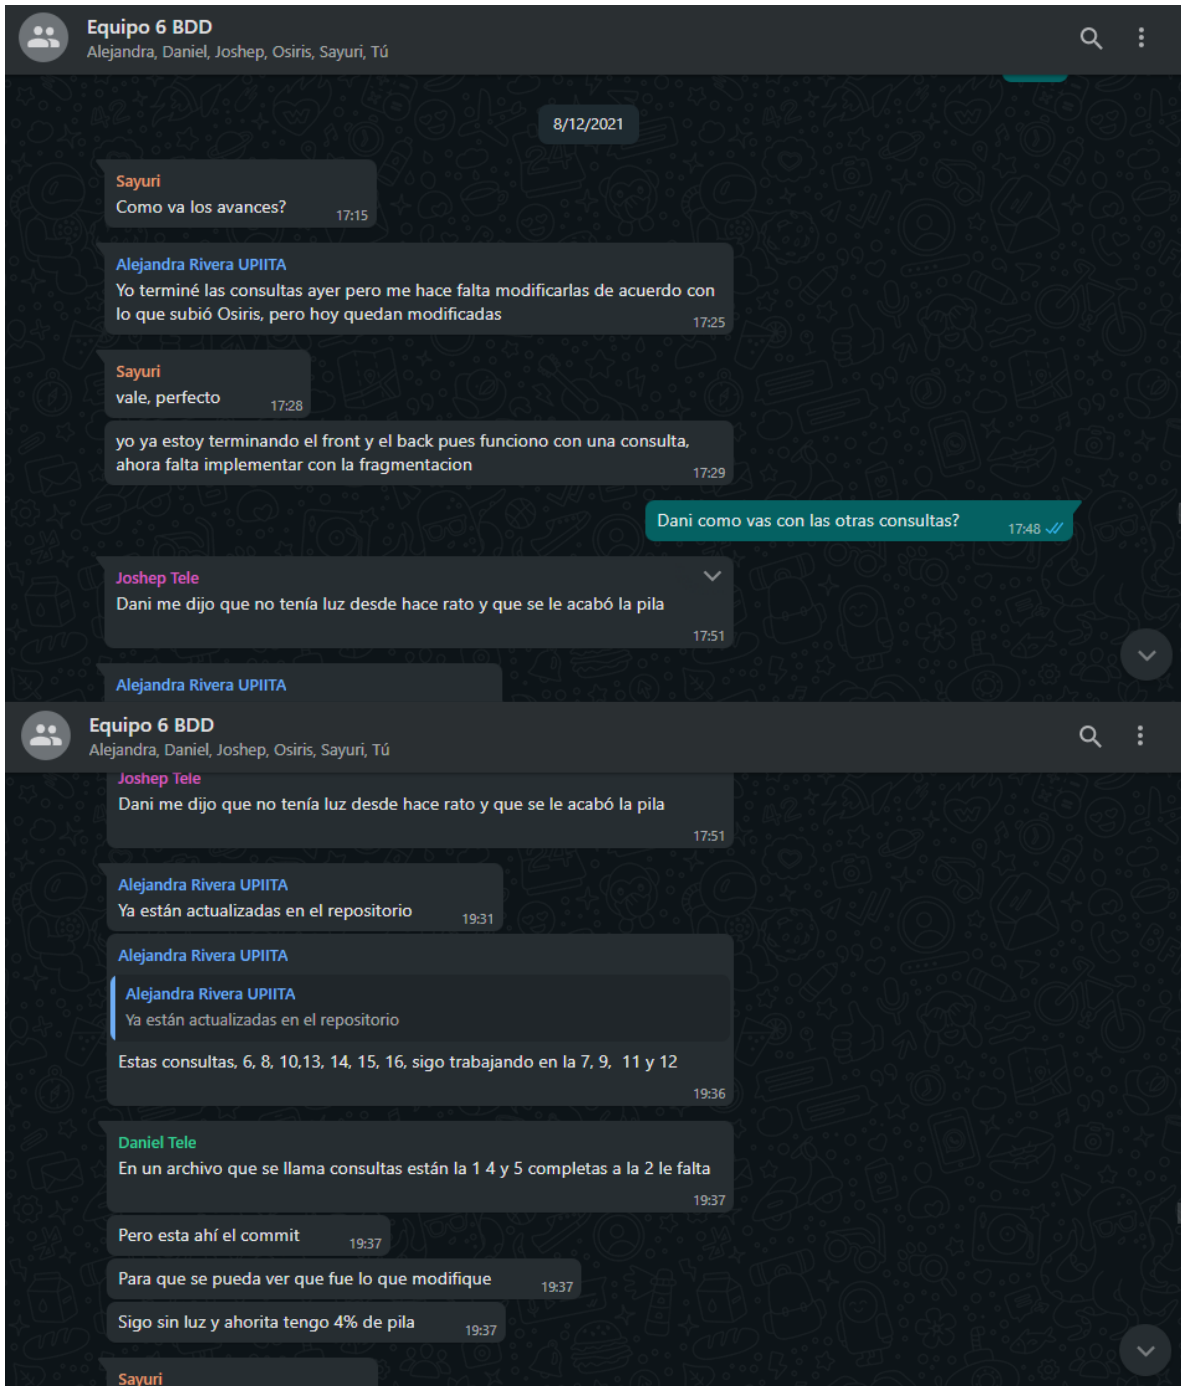 Equipo 6 BDD
Alejandra, Daniel, Joshep, Osiris, Sayuri, Tú
8/12/2021
Sayuri
Como va los avances?
17:15
Alejandra Rivera UPIITA
Yo terminé las consultas ayer pero me hace falta modificarlas de acuerdo con
lo que subió Osiris, pero hoy quedan modificadas
17:25
Sayuri
vale, perfecto
17:28
yo ya estoy terminando el front y el back pues funciono con una consulta,
ahora falta implementar con la fragmentacion
17:29
Dani como vas con las otras consultas?
17:48
Joshep Tele
Dani me dijo que no tenía luz desde hace rato y que se le acabó la pila
17:51
Alejandra Rivera UPIITA
Equipo 6 BDD
Alejandra, Daniel, Joshep, Osiris, Sayuri, Tú
Joshep Tele
Dani me dijo que no tenía luz desde hace rato y que se le acabó la pila
17:51
Alejandra Rivera UPIITA
Ya están actualizadas en el repositorio
19:31
Alejandra Rivera UPIITA
Alejandra Rivera UPIITA
Ya están actualizadas en el repositorio
Estas consultas, 6, 8, 10,13, 14, 15, 16, sigo trabajando en la 7, 9,  11 y 12
19:36
Daniel Tele
En un archivo que se llama consultas están la 1 4 y 5 completas a la 2 le falta
19:37
Pero esta ahí el commit
19:37
Para que se pueda ver que fue lo que modifique
19:37
Sigo sin luz y ahorita tengo 4% de pila
19:37
Sayuri